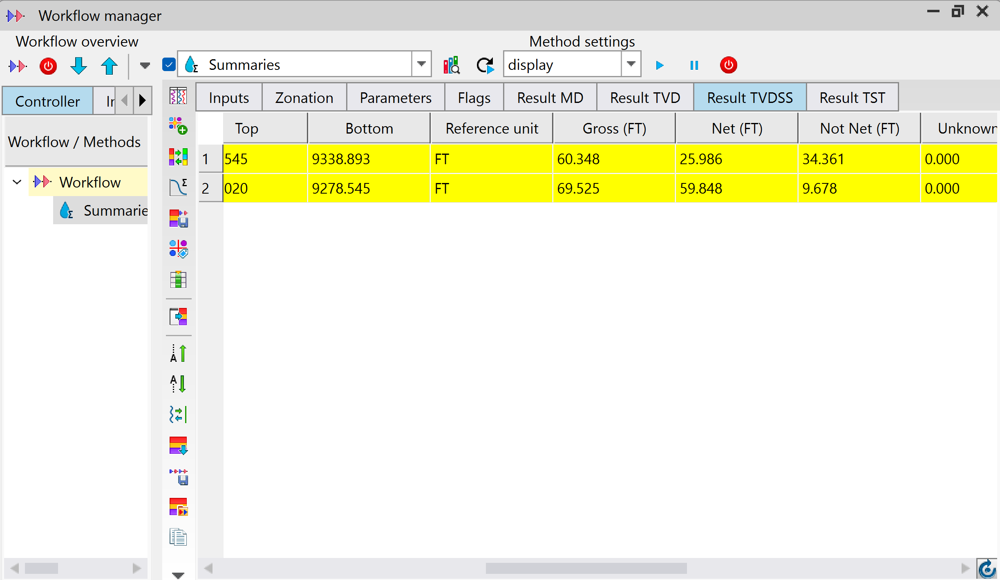 Workflow manager
Workflow overview
Method settings
Summaries
display
Controller
Inputs Zonation Parameters Flags Result MD Result TVD Result TVDSS Result TST
Workflow / Methods
Top Bottom Reference unit Gross (FT) Net (FT) Not Net (FT) Unknown
1 545 9338.893 FT 60.348 25.986 34.361 0.000
2 020 9278.545 FT 69.525 59.848 9.678 0.000
Workflow
Summarie